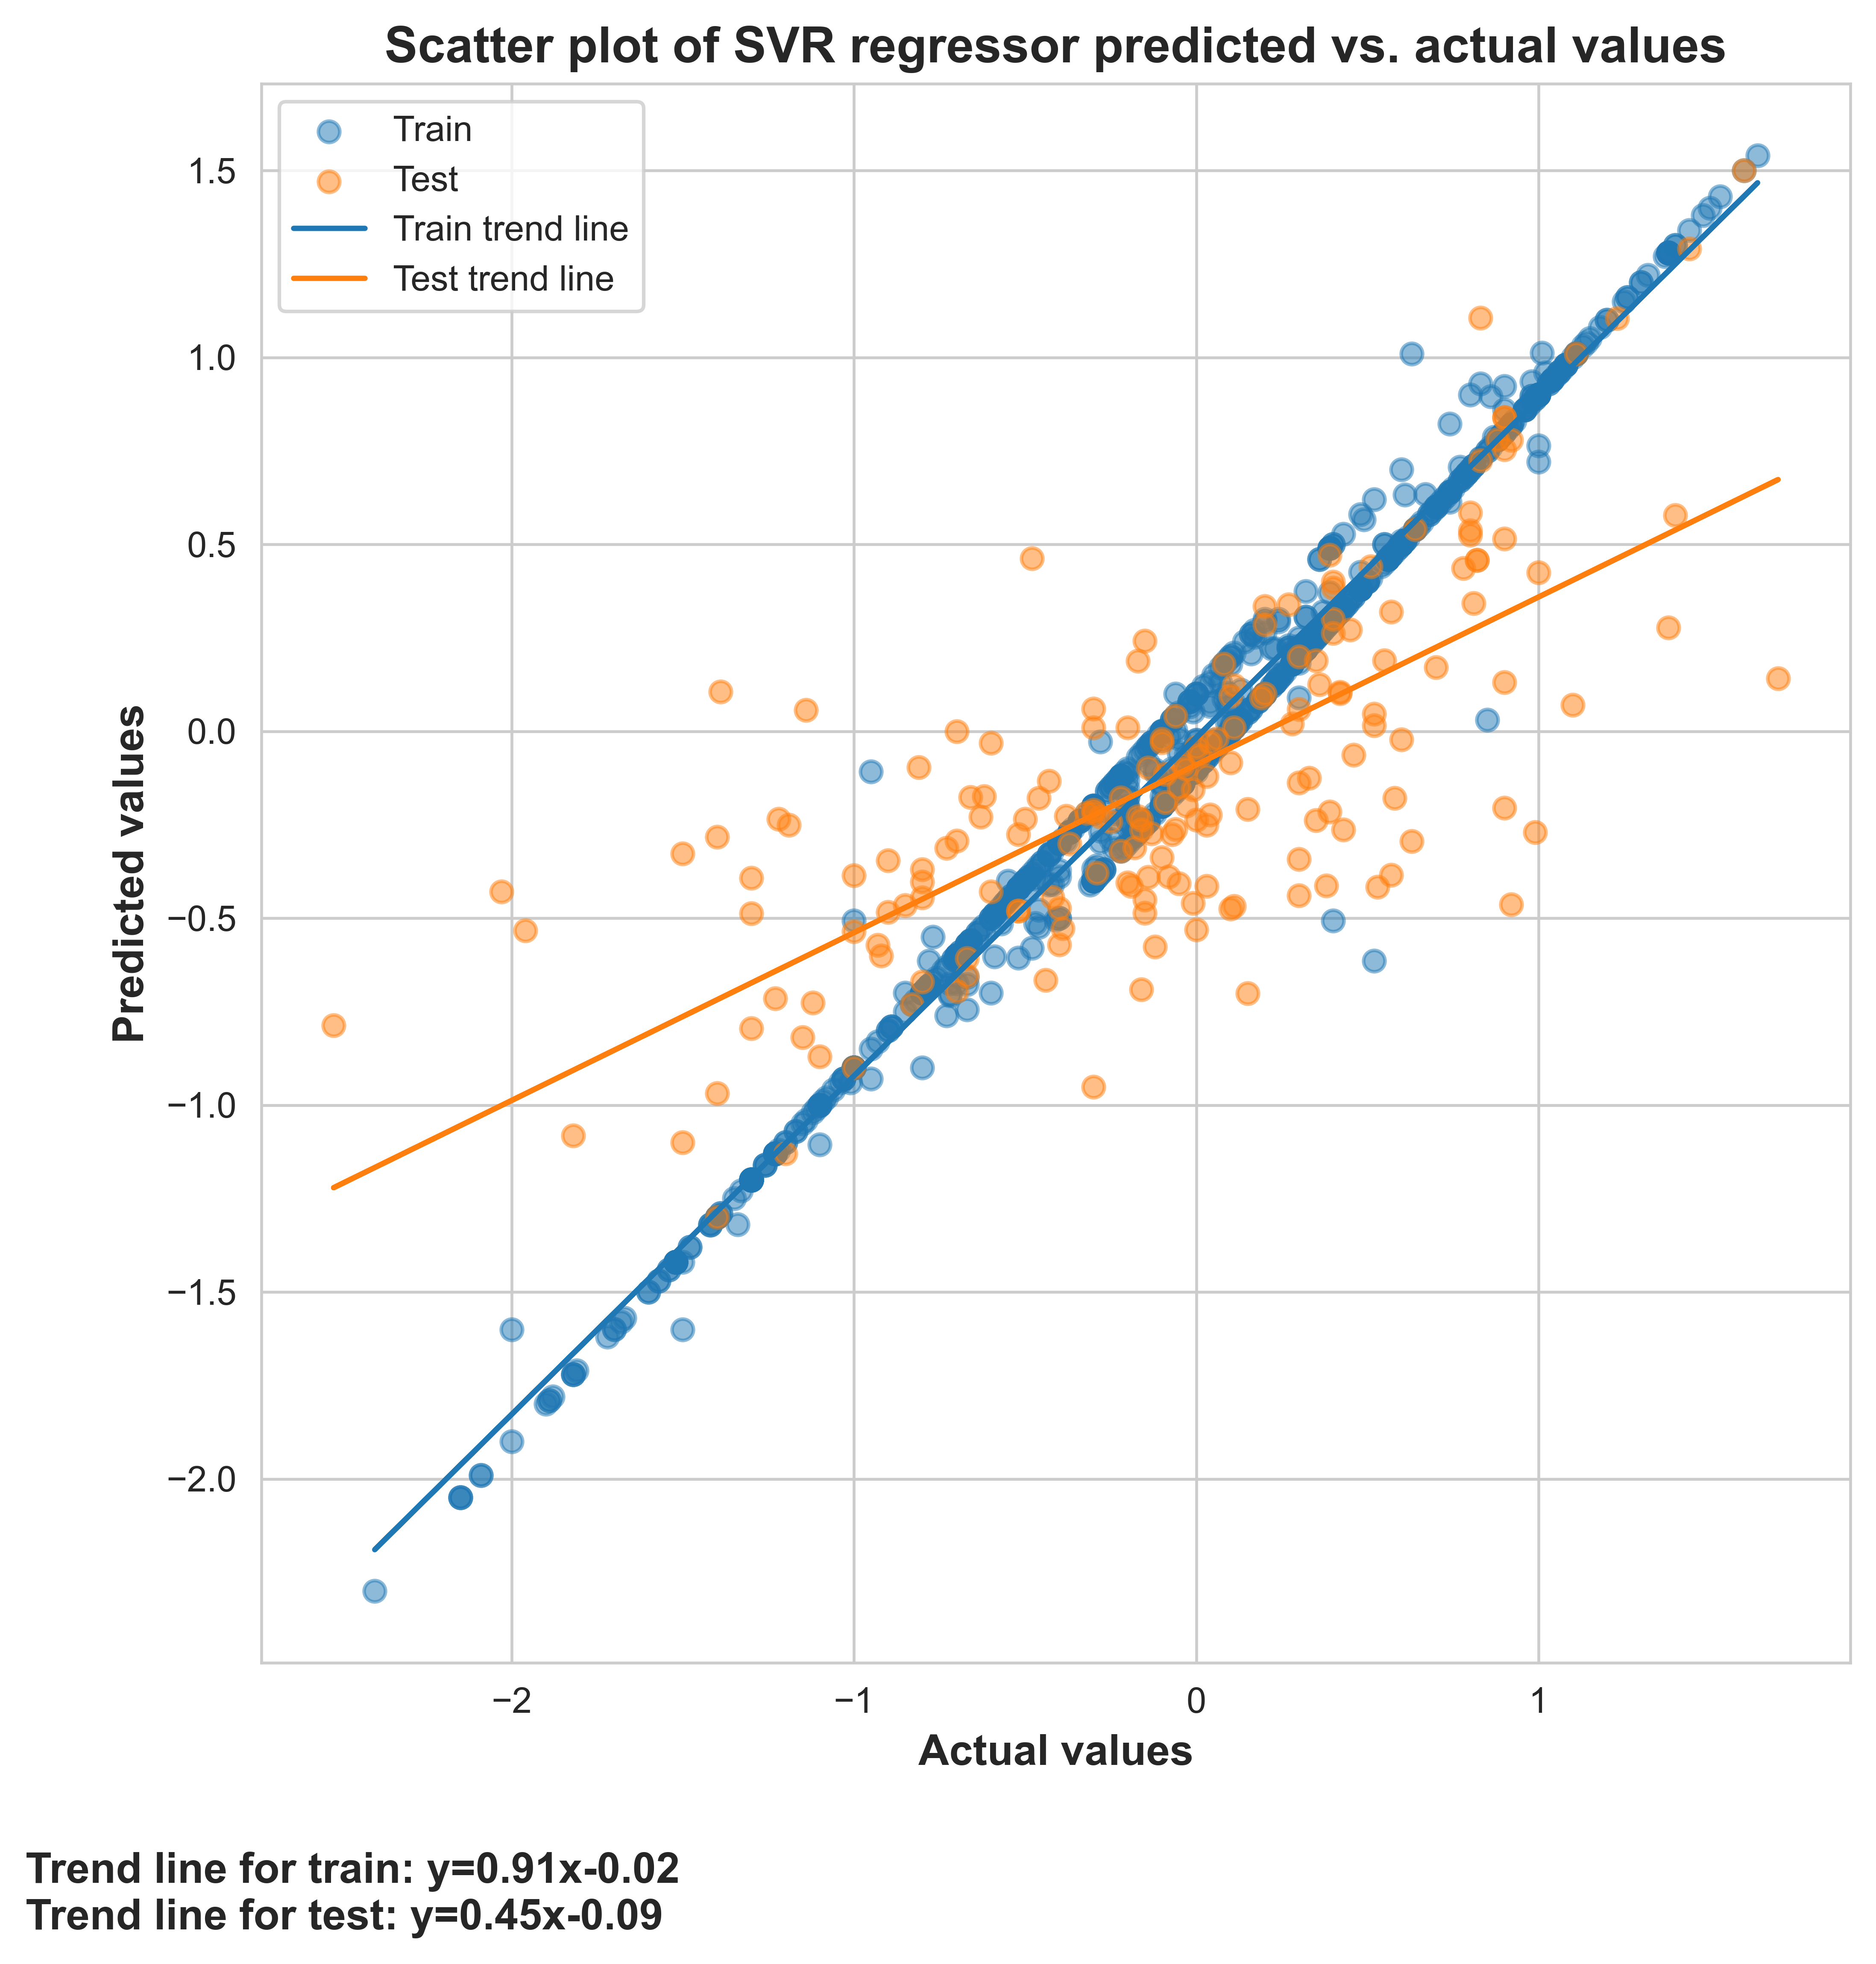 Scatter plot of SVR regressor predicted vs. actual values
Train
Test
Train trend line
Test trend line
1.5
1.0
0.5
0.0
−0.5
−1.0
−1.5
−2.0
Predicted values
−2
−1
0
1
Actual values
Trend line for train: y=0.91x-0.02
Trend line for test: y=0.45x-0.09